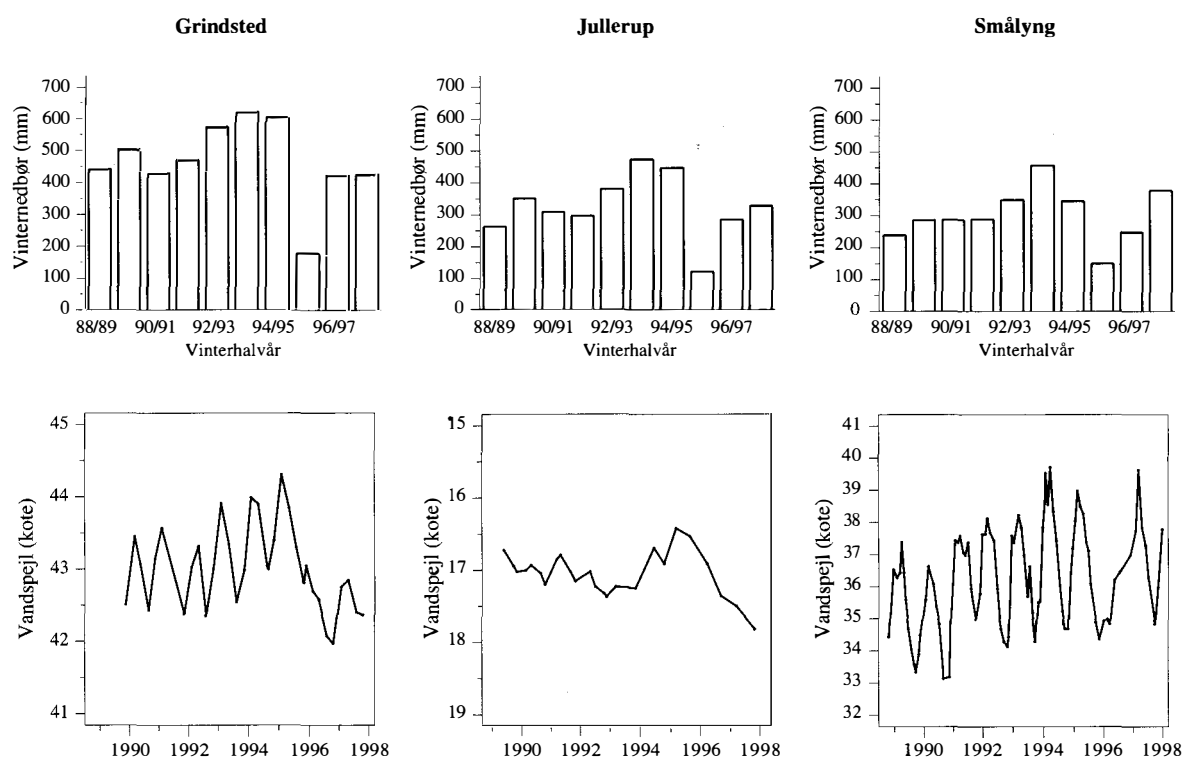 Grindsted
Jullerup
Smålyng
Vinternedbør (mm)
700
600
500
400
300
200
100
0
88/89 90/91 92/93 94/95 96/97
Vinterhalvår
Vinternedbør (mm)
700
600
500
400
300
200
100
0
88/89 90/91 92/93 94/95 96/97
Vinterhalvår
Vinternedbør (mm)
700
600
500
400
300
200
100
0
88/89 90/91 92/93 94/95 96/97
Vinterhalvår
Vandspejl (kote)
45
44
43
42
41
1990 1992 1994 1996 1998
Vandspejl (kote)
15
16
17
18
19
1990 1992 1994 1996 1998
Vandspejl (kote)
41
40
39
38
37
36
35
34
33
32
1990 1992 1994 1996 1998